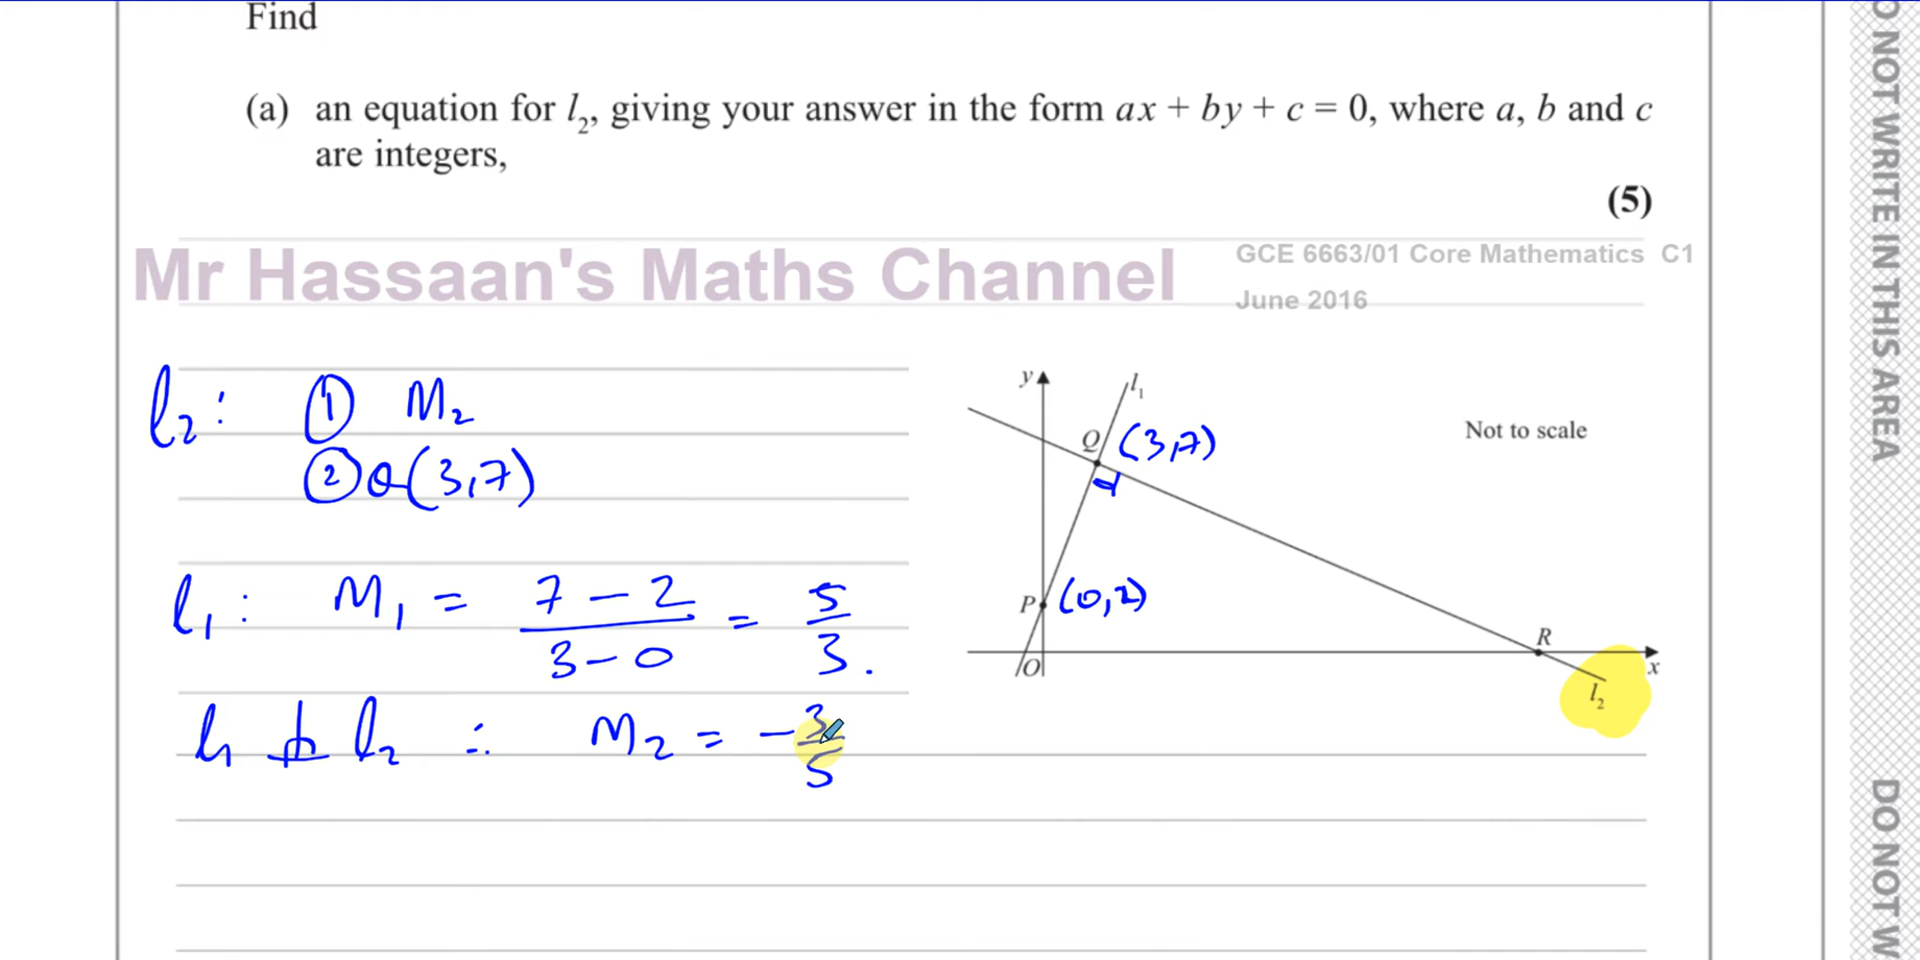 Find
(a) an equation for l₂, giving your answer in the form ax + by + c = 0, where a, b and c
are integers,
(5)
Mr Hassaan's Maths Channel
GCE 6663/01 Core Mathematics C1
June 2016
l₂ : ① M₂
② Q(3,7)
l₁ : M₁ = (7 − 2)/(3 − 0) = 5/3.
l₁ ⊥ l₂ ∴ M₂ = −3/5
y
l₁
Not to scale
Q (3,7)
P (0,2)
R
O
x
l₂
O NOT WRITE IN THIS AREA
DO NOT W